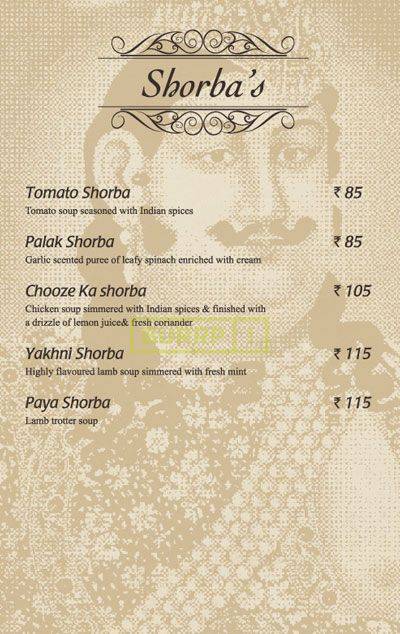 Shorba's
Tomato Shorba ₹ 85
Tomato soup seasoned with Indian spices
Palak Shorba ₹ 85
Garlic scented puree of leafy spinach enriched with cream
Chooze Ka shorba ₹ 105
Chicken soup simmered with Indian spices & finished with
a drizzle of lemon juice& fresh coriander
Yakhni Shorba ₹ 115
Highly flavoured lamb soup simmered with fresh mint
Paya Shorba ₹ 115
Lamb trotter soup